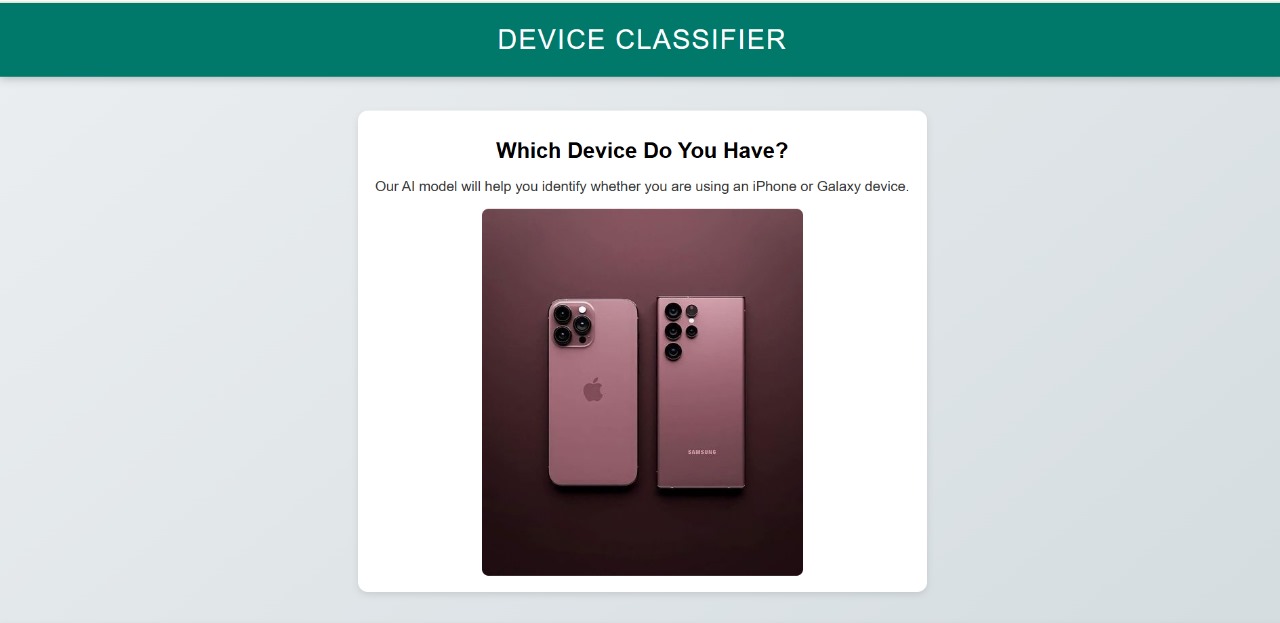 DEVICE CLASSIFIER
Which Device Do You Have?
Our AI model will help you identify whether you are using an iPhone or Galaxy device.
SAMSUNG